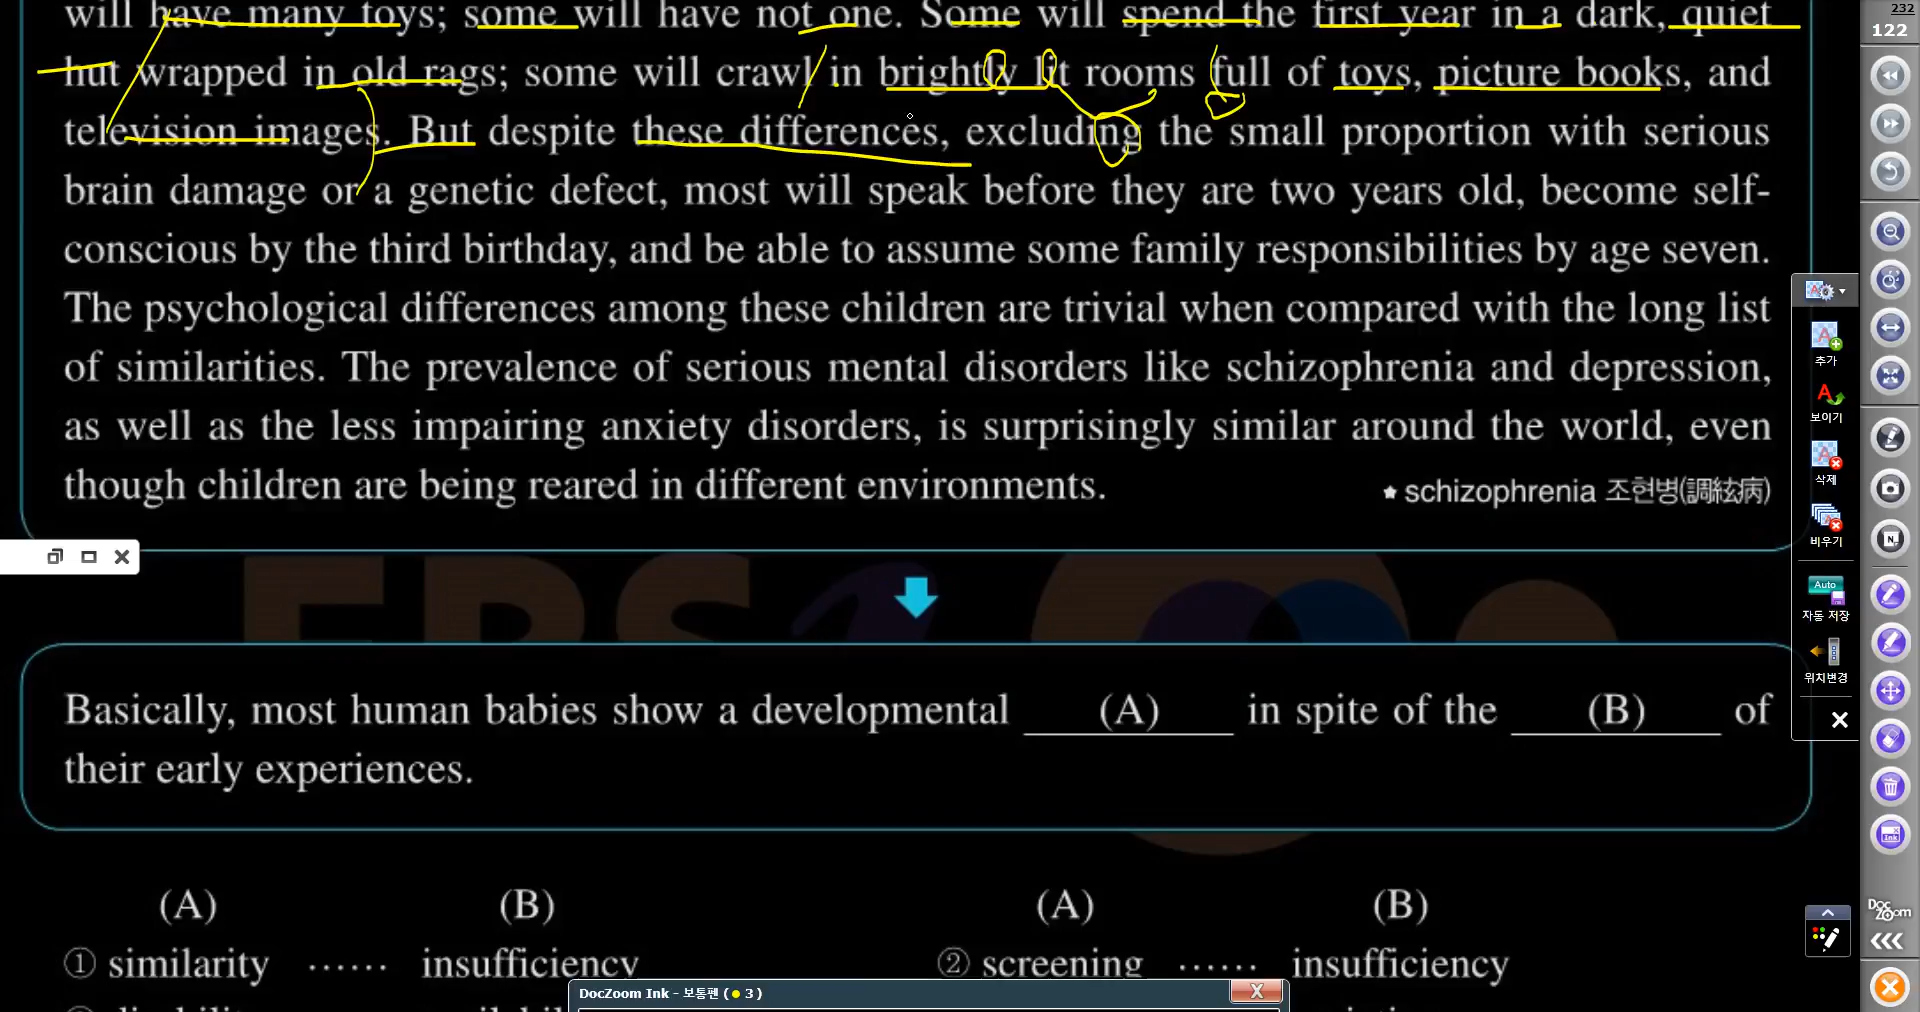 will have many toys; some will have not one. Some will spend the first year in a dark, quiet
hut wrapped in old rags; some will crawl in brightly lit rooms full of toys, picture books, and
television images. But despite these differences, excluding the small proportion with serious
brain damage or a genetic defect, most will speak before they are two years old, become self-
conscious by the third birthday, and be able to assume some family responsibilities by age seven.
The psychological differences among these children are trivial when compared with the long list
of similarities. The prevalence of serious mental disorders like schizophrenia and depression,
as well as the less impairing anxiety disorders, is surprisingly similar around the world, even
though children are being reared in different environments.
★ schizophrenia 조현병(調絃病)
EBS
Basically, most human babies show a developmental (A) in spite of the (B) of
their early experiences.
(A) (B) (A) (B)
① similarity ...... insufficiency ② screening ...... insufficiency
DocZoom Ink - 보통펜 ( 3 )
X
232
122
추가
보이기
삭제
비우기
Auto
자동 저장
위치변경
N
Ink
DocZoom